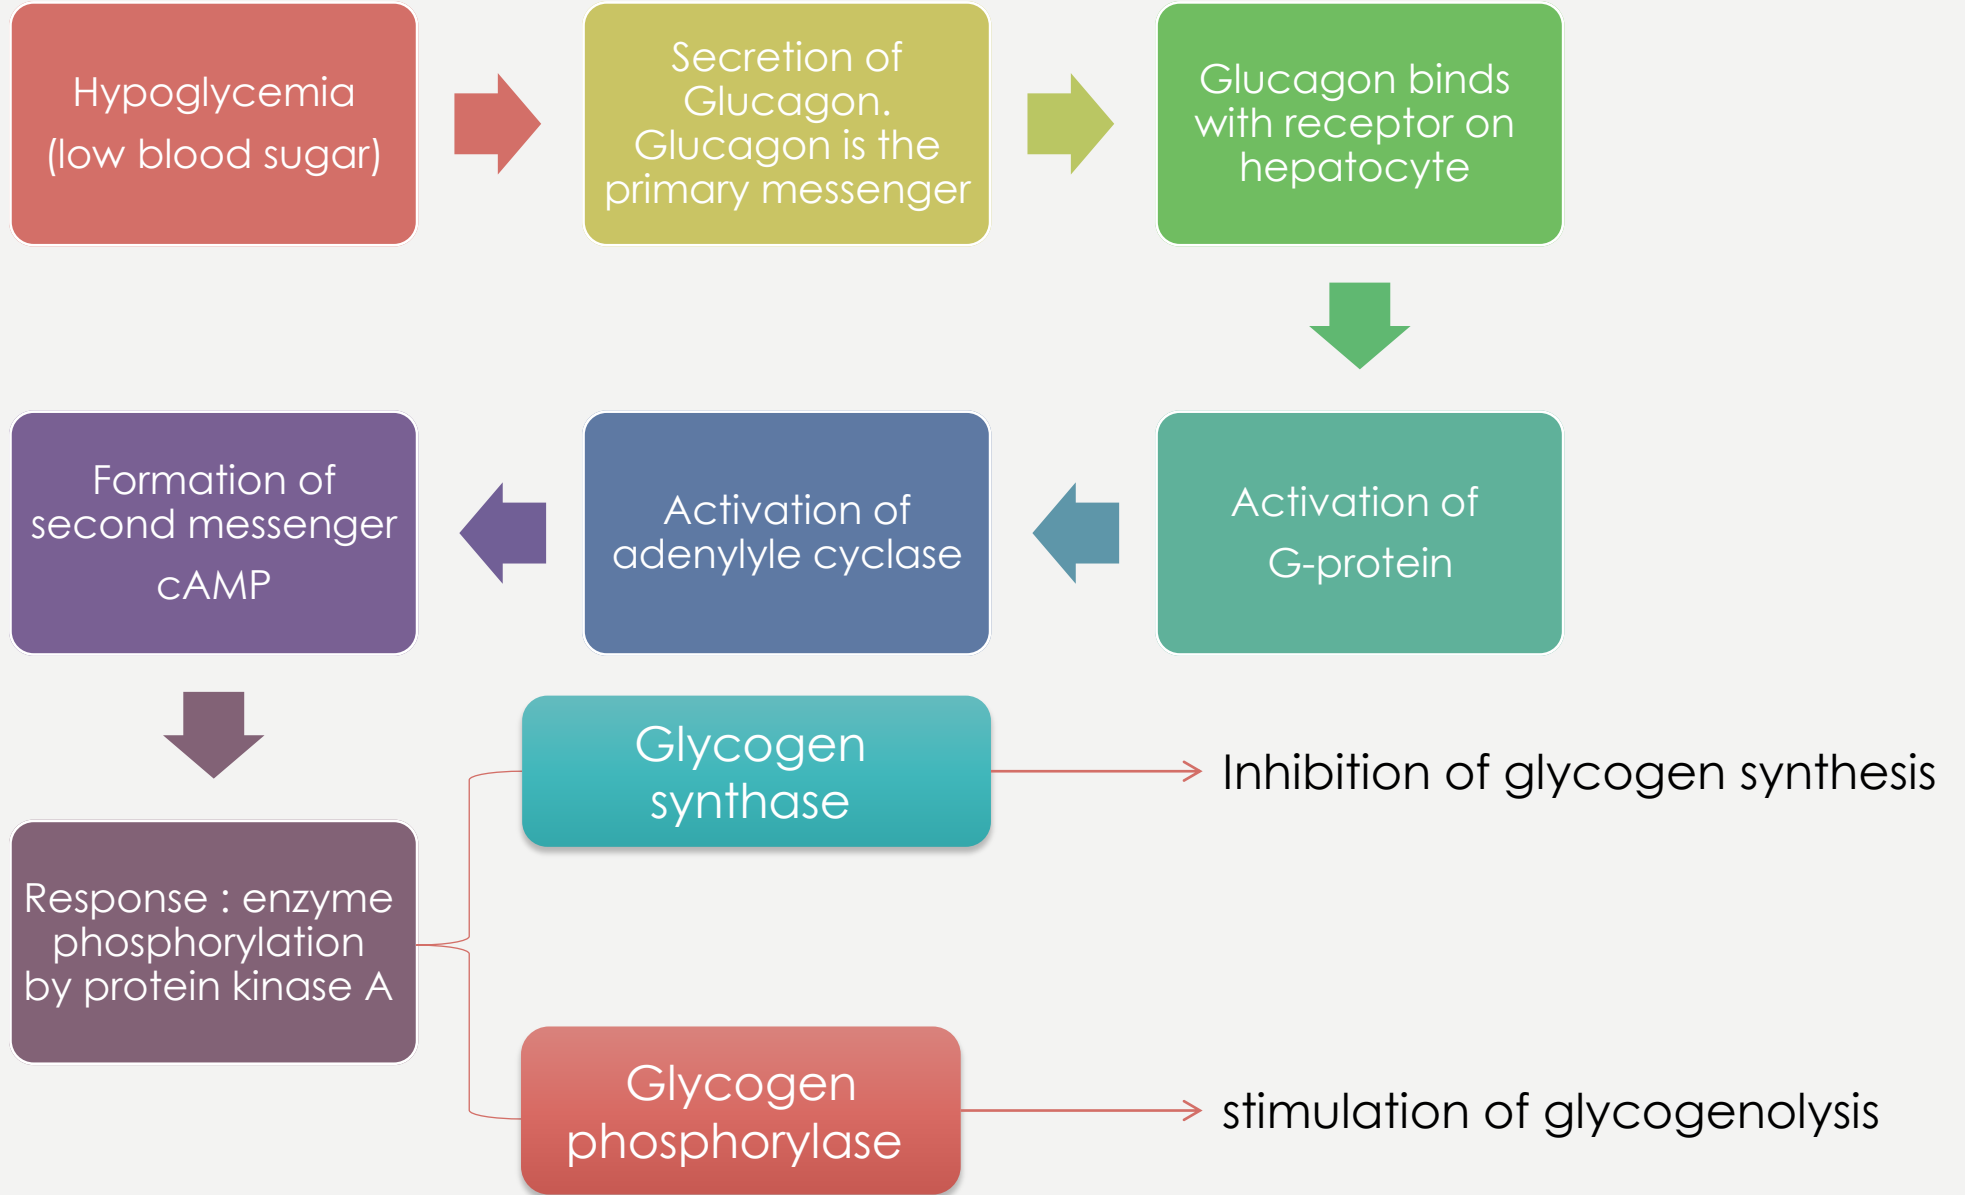 Hypoglycemia
(low blood sugar)
Secretion of
Glucagon.
Glucagon is the
primary messenger
Glucagon binds
with receptor on
hepatocyte
Activation of
G-protein
Activation of
adenylyle cyclase
Formation of
second messenger
cAMP
Response : enzyme
phosphorylation
by protein kinase A
Glycogen
synthase
Inhibition of glycogen synthesis
Glycogen
phosphorylase
stimulation of glycogenolysis